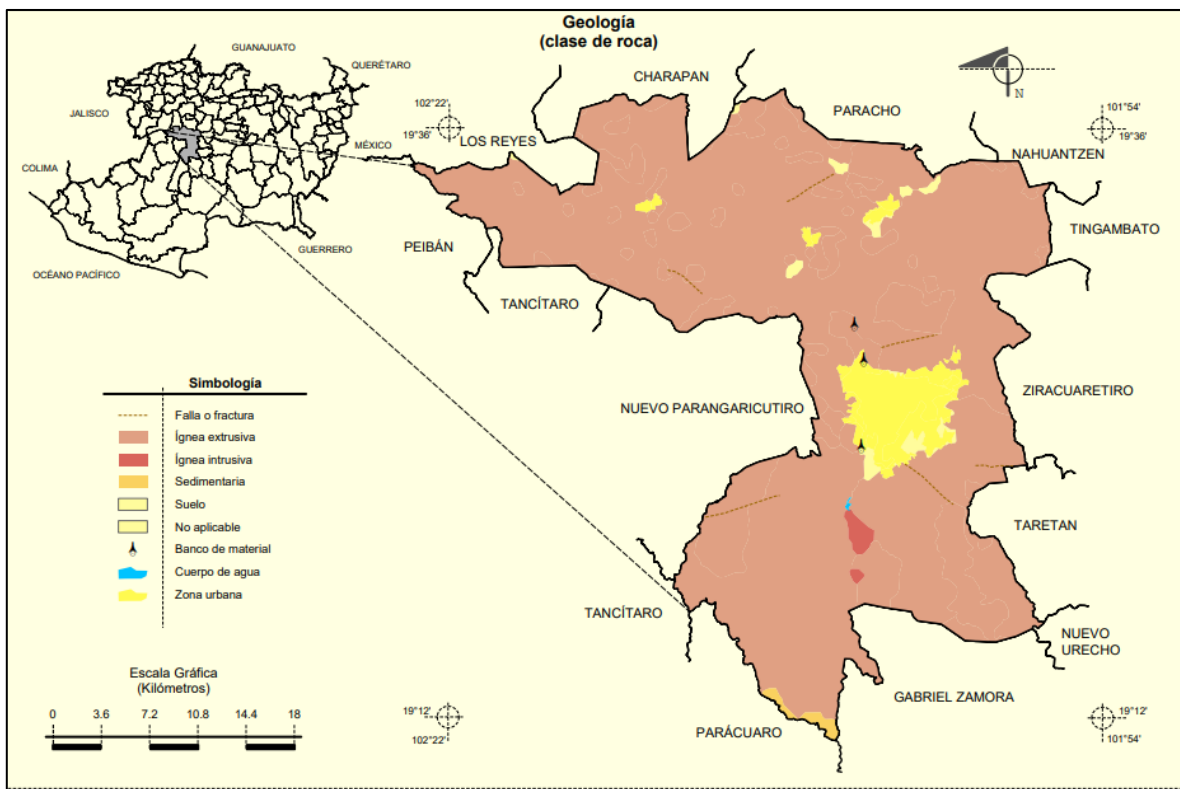 Geología
(clase de roca)
GUANAJUATO
QUERÉTARO
JALISCO
MÉXICO
COLIMA
GUERRERO
OCÉANO PACÍFICO
102°22'
19°36'
101°54'
19°36'
N
CHARAPAN
PARACHO
LOS REYES
NAHUANTZEN
TINGAMBATO
PEIBÁN
TANCÍTARO
ZIRACUARETIRO
NUEVO PARANGARICUTIRO
TARETAN
TANCÍTARO
NUEVO
URECHO
GABRIEL ZAMORA
PARÁCUARO
Simbología
Falla o fractura
Ígnea extrusiva
Ígnea intrusiva
Sedimentaria
Suelo
No aplicable
Banco de material
Cuerpo de agua
Zona urbana
Escala Gráfica
(Kilómetros)
0 3.6 7.2 10.8 14.4 18
19°12'
102°22'
19°12'
101°54'